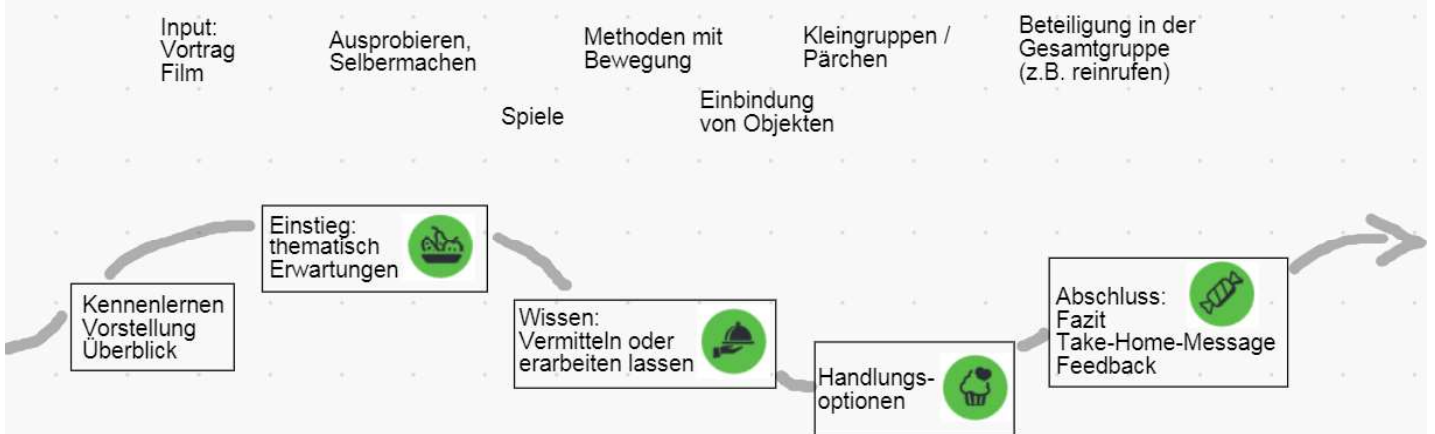 Input:
Vortrag
Film
Ausprobieren,
Selbermachen
Spiele
Methoden mit
Bewegung
Einbindung
von Objekten
Kleingruppen /
Pärchen
Beteiligung in der
Gesamtgruppe
(z.B. reinrufen)
Kennenlernen
Vorstellung
Überblick
Einstieg:
thematisch
Erwartungen
Wissen:
Vermitteln oder
erarbeiten lassen
Handlungs-
optionen
Abschluss:
Fazit
Take-Home-Message
Feedback